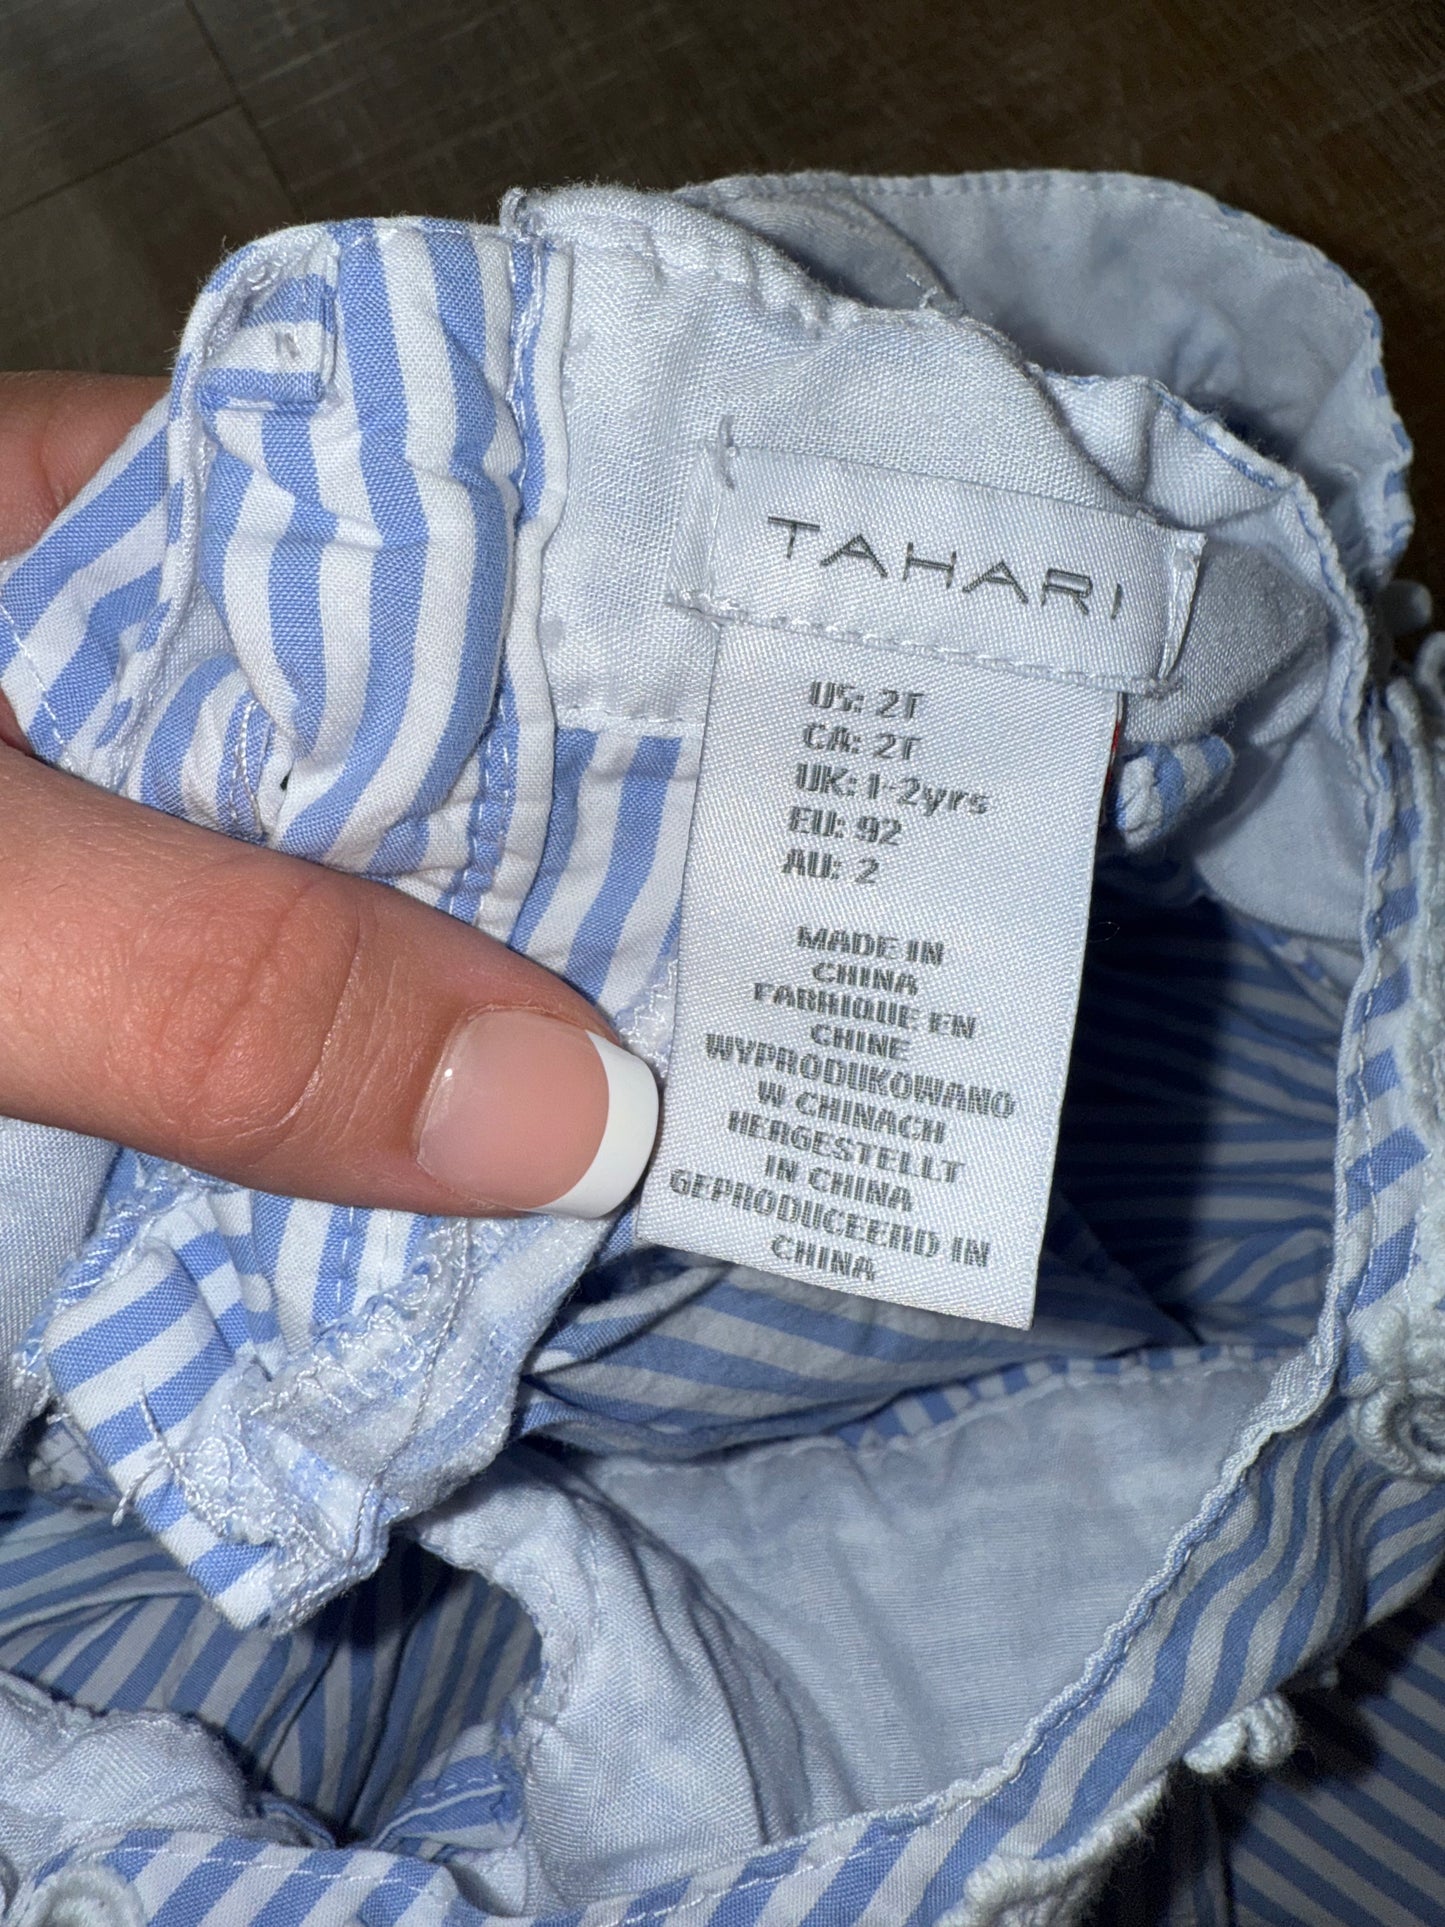 TAHARI
US: 2T
CA: 2T
UK: 1-2yrs
EU: 92
AU: 2
MADE IN
CHINA
FABRIQUE EN
CHINE
WYPRODUKOWANO
W CHINACH
HERGESTELLT
IN CHINA
GEPRODUCEERD IN
CHINA